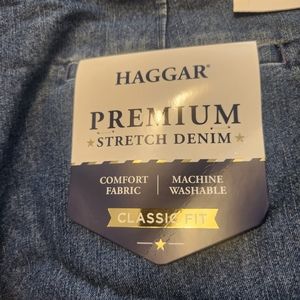 HAGGAR®
PREMIUM
★ STRETCH DENIM ★
COMFORT FABRIC | MACHINE WASHABLE
CLASSIC FIT